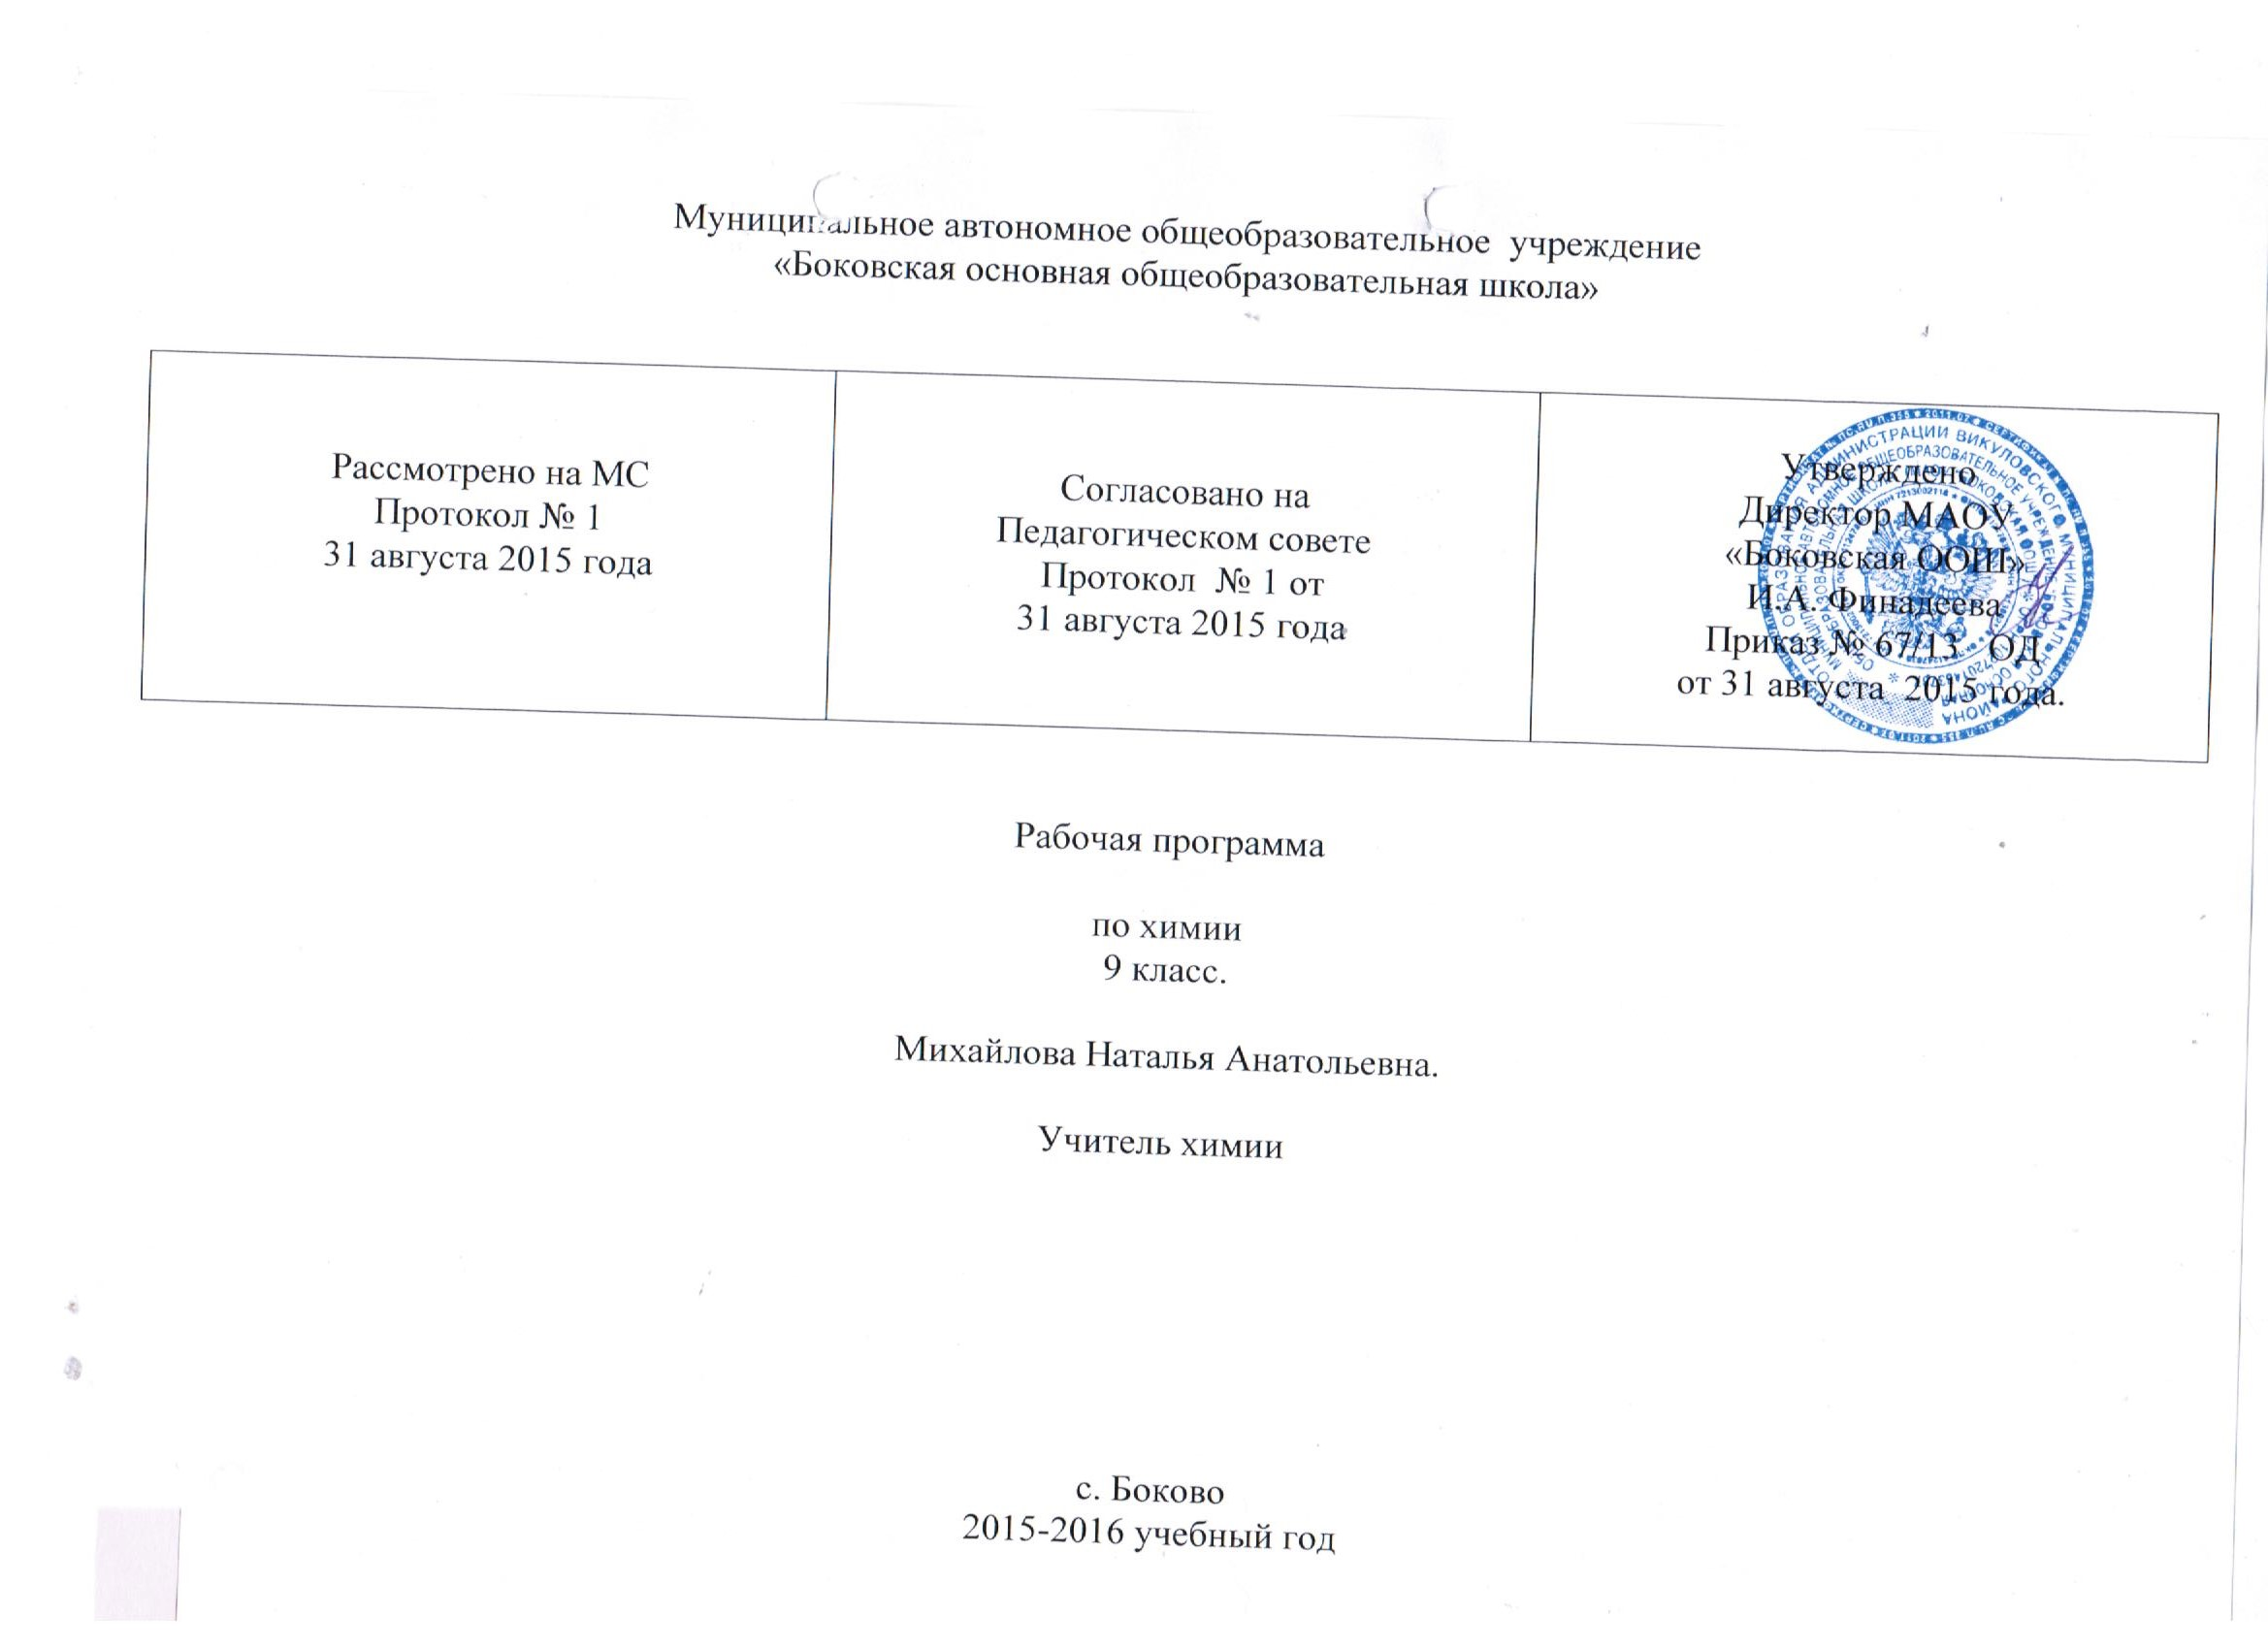 Муниципальное автономное общеобразовательное учреждение
«Боковская основная общеобразовательная школа»
Рассмотрено на МС
Протокол № 1
31 августа 2015 года
Согласовано на
Педагогическом совете
Протокол № 1 от
31 августа 2015 года
Утверждено
Директор МАОУ
«Боковская ООШ»
И.А. Финадеева
Приказ № 67/13 ОД
от 31 августа 2015 года.
Рабочая программа
по химии
9 класс.
Михайлова Наталья Анатольевна.
Учитель химии
с. Боково
2015-2016 учебный год